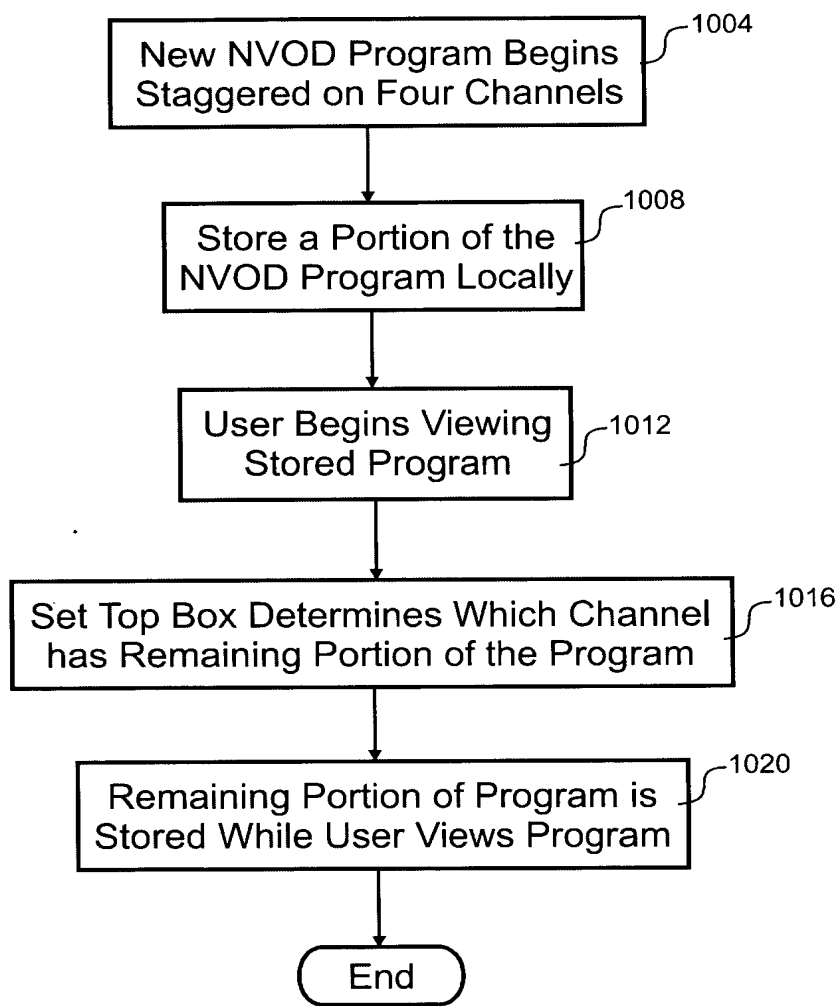 New NVOD Program Begins
Staggered on Four Channels
1004
Store a Portion of the
NVOD Program Locally
1008
User Begins Viewing
Stored Program
1012
Set Top Box Determines Which Channel
has Remaining Portion of the Program
1016
Remaining Portion of Program is
Stored While User Views Program
1020
End